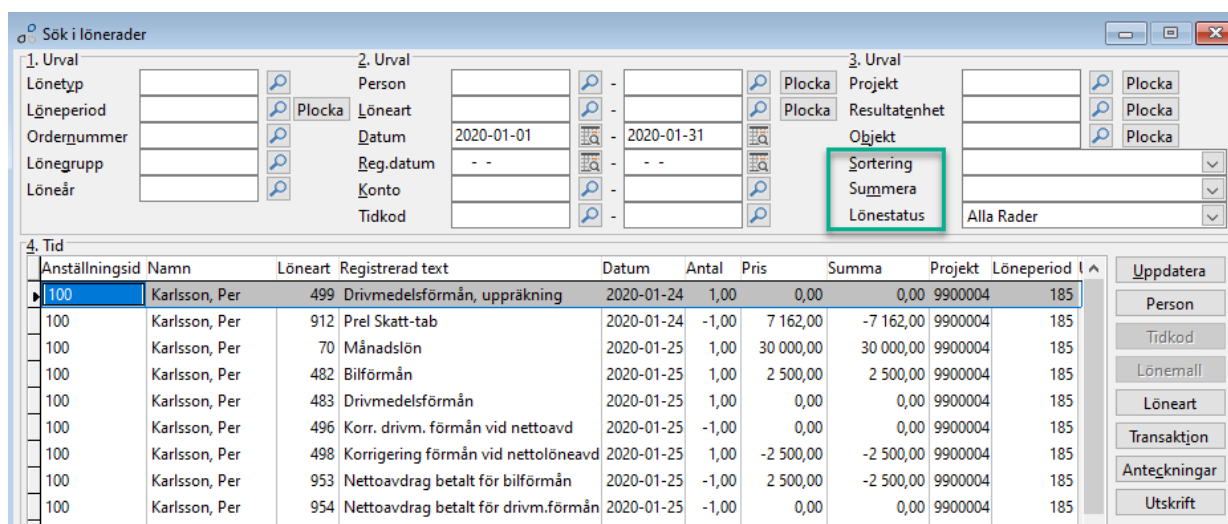 Sök i lönerader
1. Urval 2. Urval 3. Urval
Lönetyp Person - Plocka Projekt Plocka
Löneperiod Plocka Löneart - Plocka Resultatenhet Plocka
Ordernummer Datum 2020-01-01 - 2020-01-31 Objekt Plocka
Lönegrupp Reg.datum - - - - - Sortering
Löneår Konto - Summera
Tidkod - Lönestatus Alla Rader
4. Tid
Anställningsid Namn Löneart Registrerad text Datum Antal Pris Summa Projekt Löneperiod Uppdatera
100 Karlsson, Per 499 Drivmedelsförmån, uppräkning 2020-01-24 1,00 0,00 0,00 9900004 185 Person
100 Karlsson, Per 912 Prel Skatt-tab 2020-01-24 -1,00 7 162,00 -7 162,00 9900004 185 Tidkod
100 Karlsson, Per 70 Månadslön 2020-01-25 1,00 30 000,00 30 000,00 9900004 185 Lönemall
100 Karlsson, Per 482 Bilförmån 2020-01-25 1,00 2 500,00 2 500,00 9900004 185
100 Karlsson, Per 483 Drivmedelsförmån 2020-01-25 1,00 0,00 0,00 9900004 185 Löneart
100 Karlsson, Per 496 Korr. drivm. förmån vid nettoavd 2020-01-25 -1,00 0,00 0,00 9900004 185 Transaktion
100 Karlsson, Per 498 Korrigering förmån vid nettolöneavd 2020-01-25 1,00 -2 500,00 -2 500,00 9900004 185 Anteckningar
100 Karlsson, Per 953 Nettoavdrag betalt för bilförmån 2020-01-25 -1,00 2 500,00 -2 500,00 9900004 185
100 Karlsson, Per 954 Nettoavdrag betalt för drivm.förmån 2020-01-25 -1,00 0,00 0,00 9900004 185 Utskrift